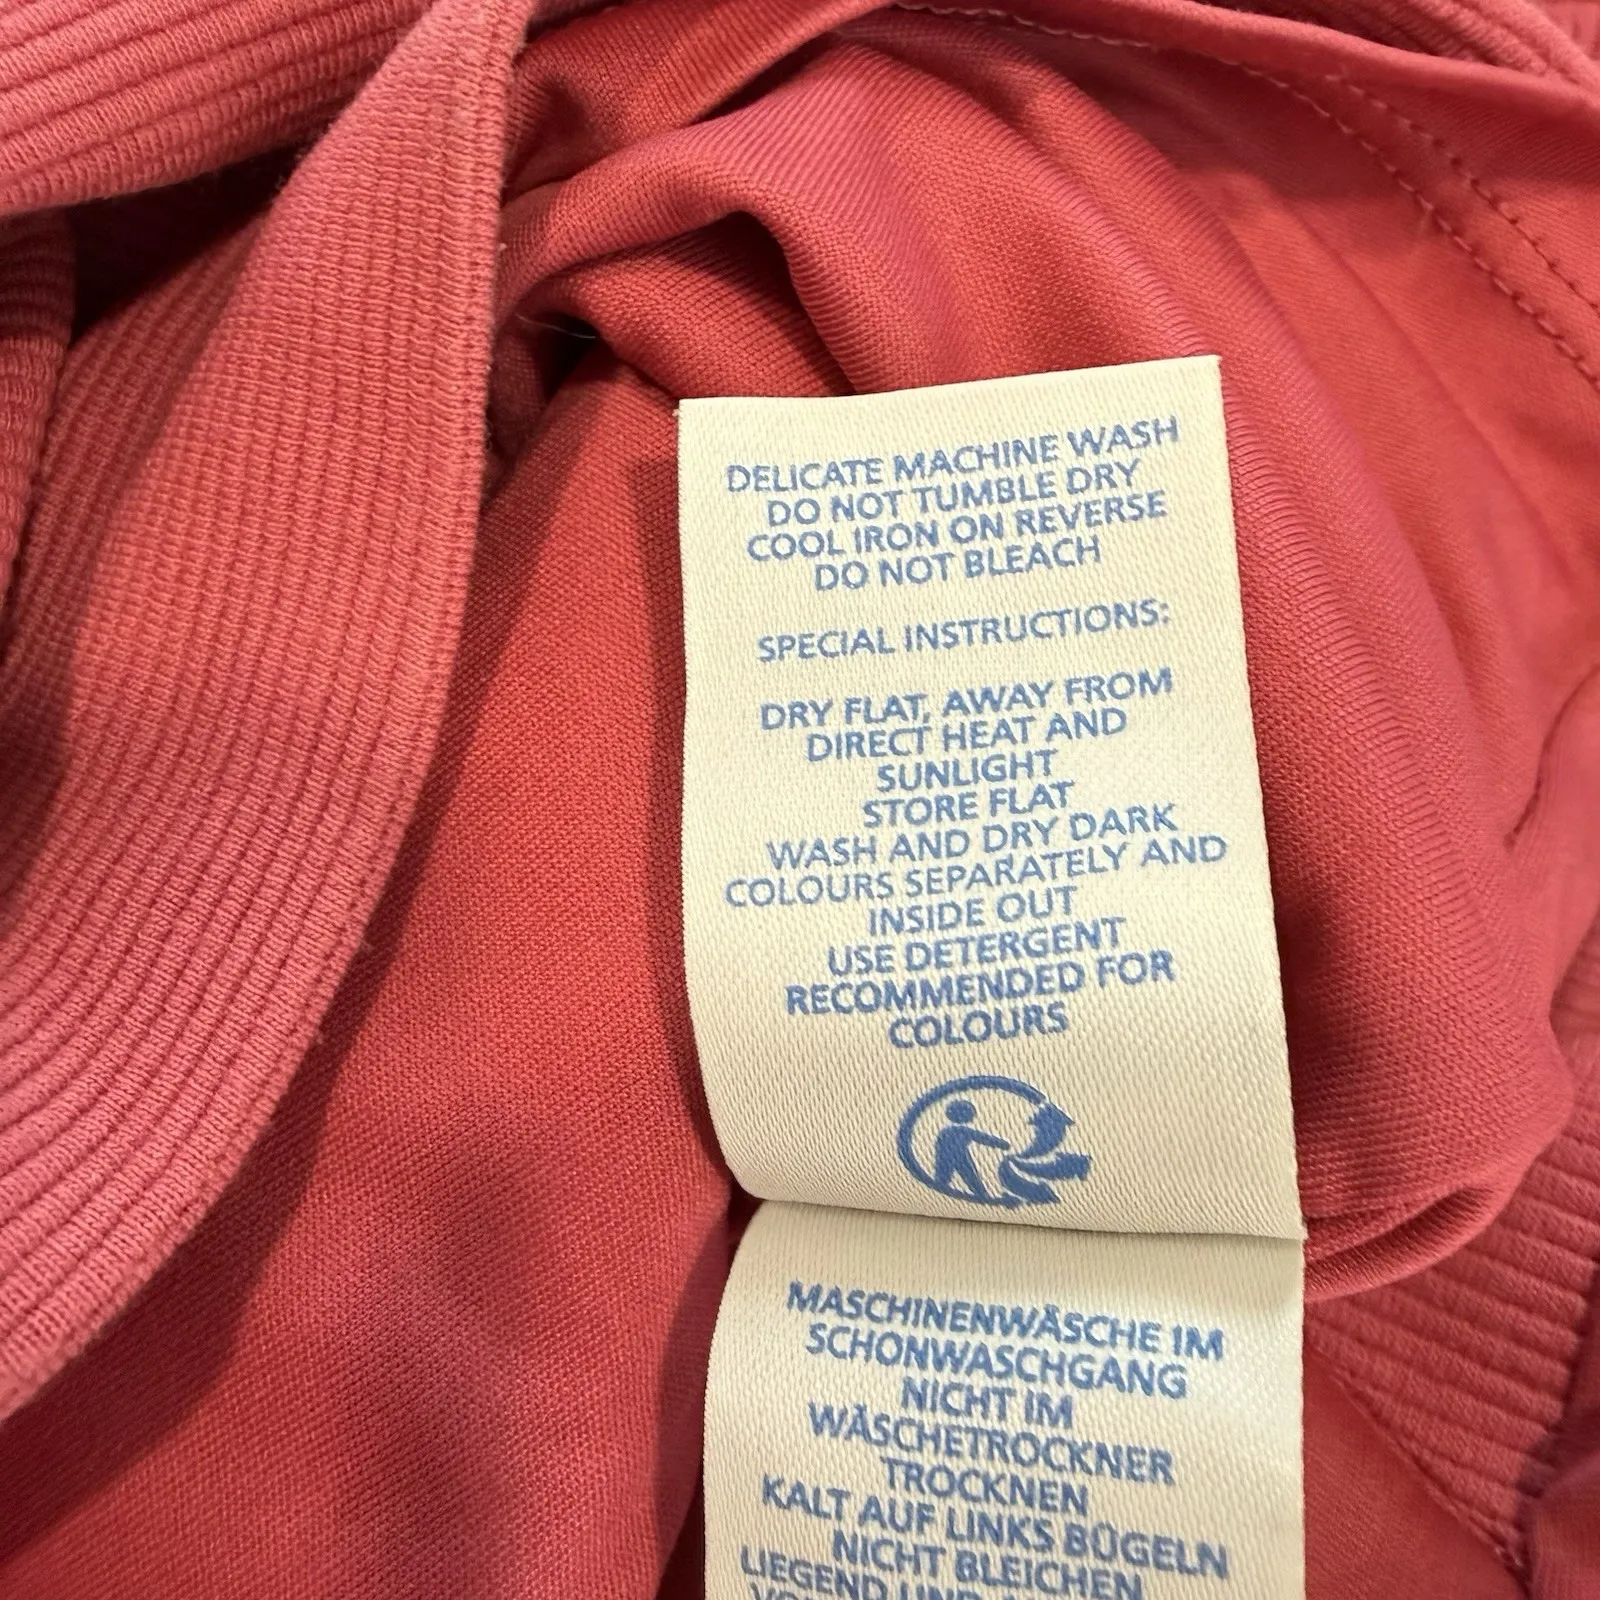 DELICATE MACHINE WASH
DO NOT TUMBLE DRY
COOL IRON ON REVERSE
DO NOT BLEACH
SPECIAL INSTRUCTIONS:
DRY FLAT, AWAY FROM
DIRECT HEAT AND
SUNLIGHT
STORE FLAT
WASH AND DRY DARK
COLOURS SEPARATELY AND
INSIDE OUT
USE DETERGENT
RECOMMENDED FOR
COLOURS
MASCHINENWÄSCHE IM
SCHONWASCHGANG
NICHT IM
WÄSCHETROCKNER
TROCKNEN
KALT AUF LINKS BÜGELN
NICHT BLEICHEN
LIEGEND UND